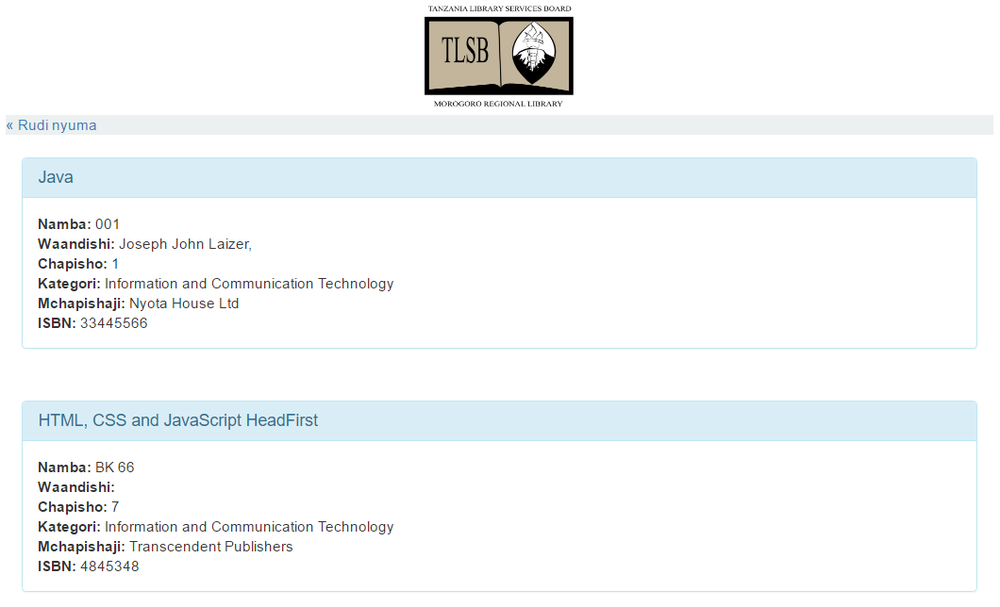 TANZANIA LIBRARY SERVICES BOARD
TLSB
MOROGORO REGIONAL LIBRARY
« Rudi nyuma
Java
Namba: 001
Waandishi: Joseph John Laizer,
Chapisho: 1
Kategori: Information and Communication Technology
Mchapishaji: Nyota House Ltd
ISBN: 33445566
HTML, CSS and JavaScript HeadFirst
Namba: BK 66
Waandishi:
Chapisho: 7
Kategori: Information and Communication Technology
Mchapishaji: Transcendent Publishers
ISBN: 4845348